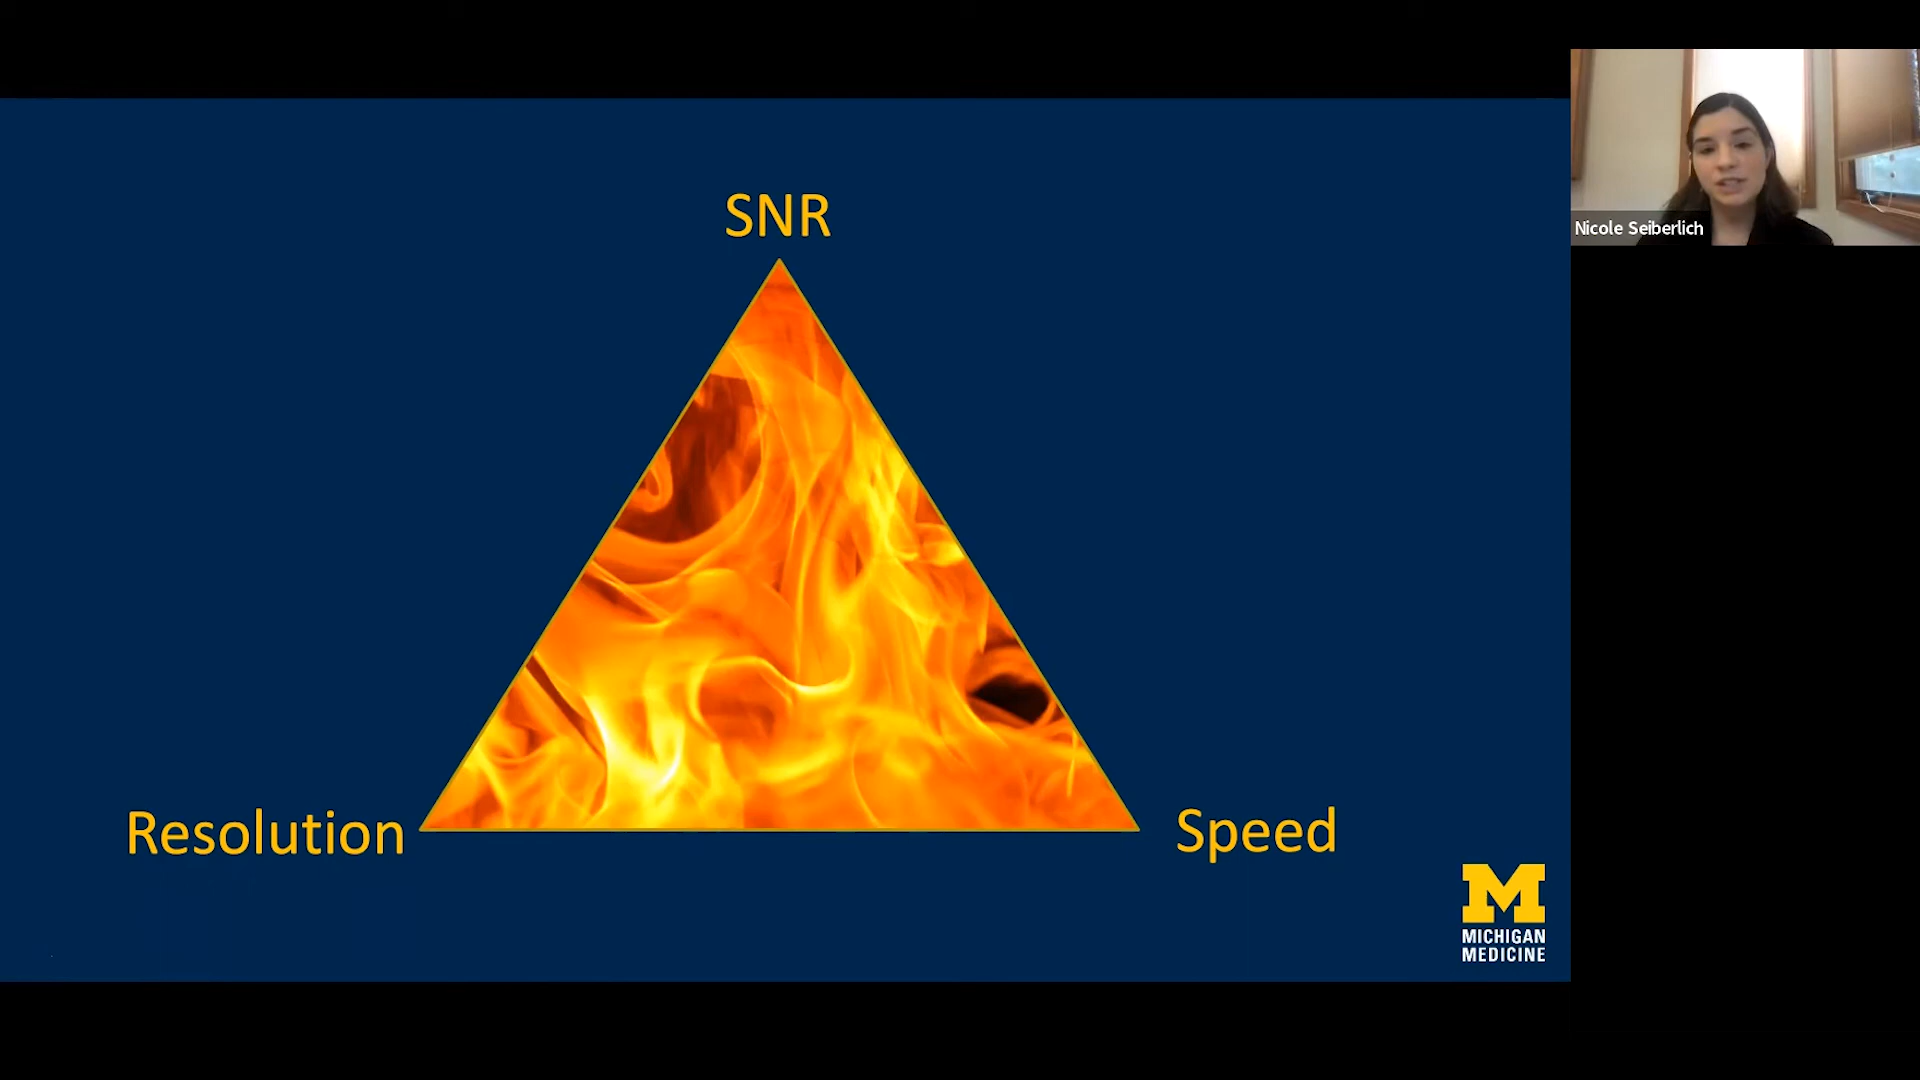 SNR
Nicole Seiberlich
Resolution
Speed
M
MICHIGAN
MEDICINE